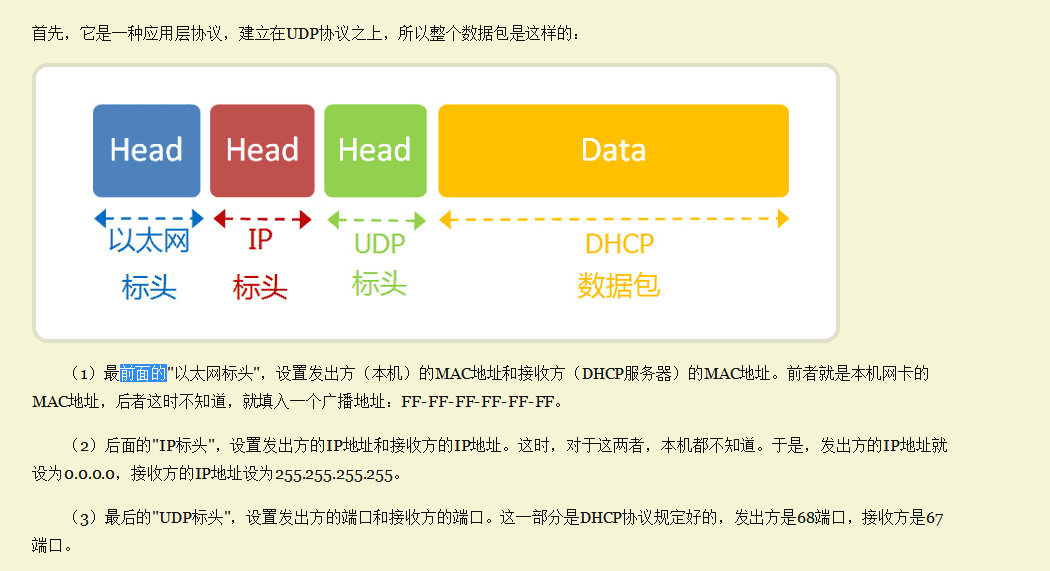 首先，它是一种应用层协议，建立在UDP协议之上，所以整个数据包是这样的：
Head Head Head Data
以太网 IP UDP DHCP
标头 标头 标头 数据包
（1）最前面的"以太网标头"，设置发出方（本机）的MAC地址和接收方（DHCP服务器）的MAC地址。前者就是本机网卡的
MAC地址，后者这时不知道，就填入一个广播地址：FF-FF-FF-FF-FF-FF。
（2）后面的"IP标头"，设置发出方的IP地址和接收方的IP地址。这时，对于这两者，本机都不知道。于是，发出方的IP地址就
设为0.0.0.0，接收方的IP地址设为255.255.255.255。
（3）最后的"UDP标头"，设置发出方的端口和接收方的端口。这一部分是DHCP协议规定好的，发出方是68端口，接收方是67
端口。